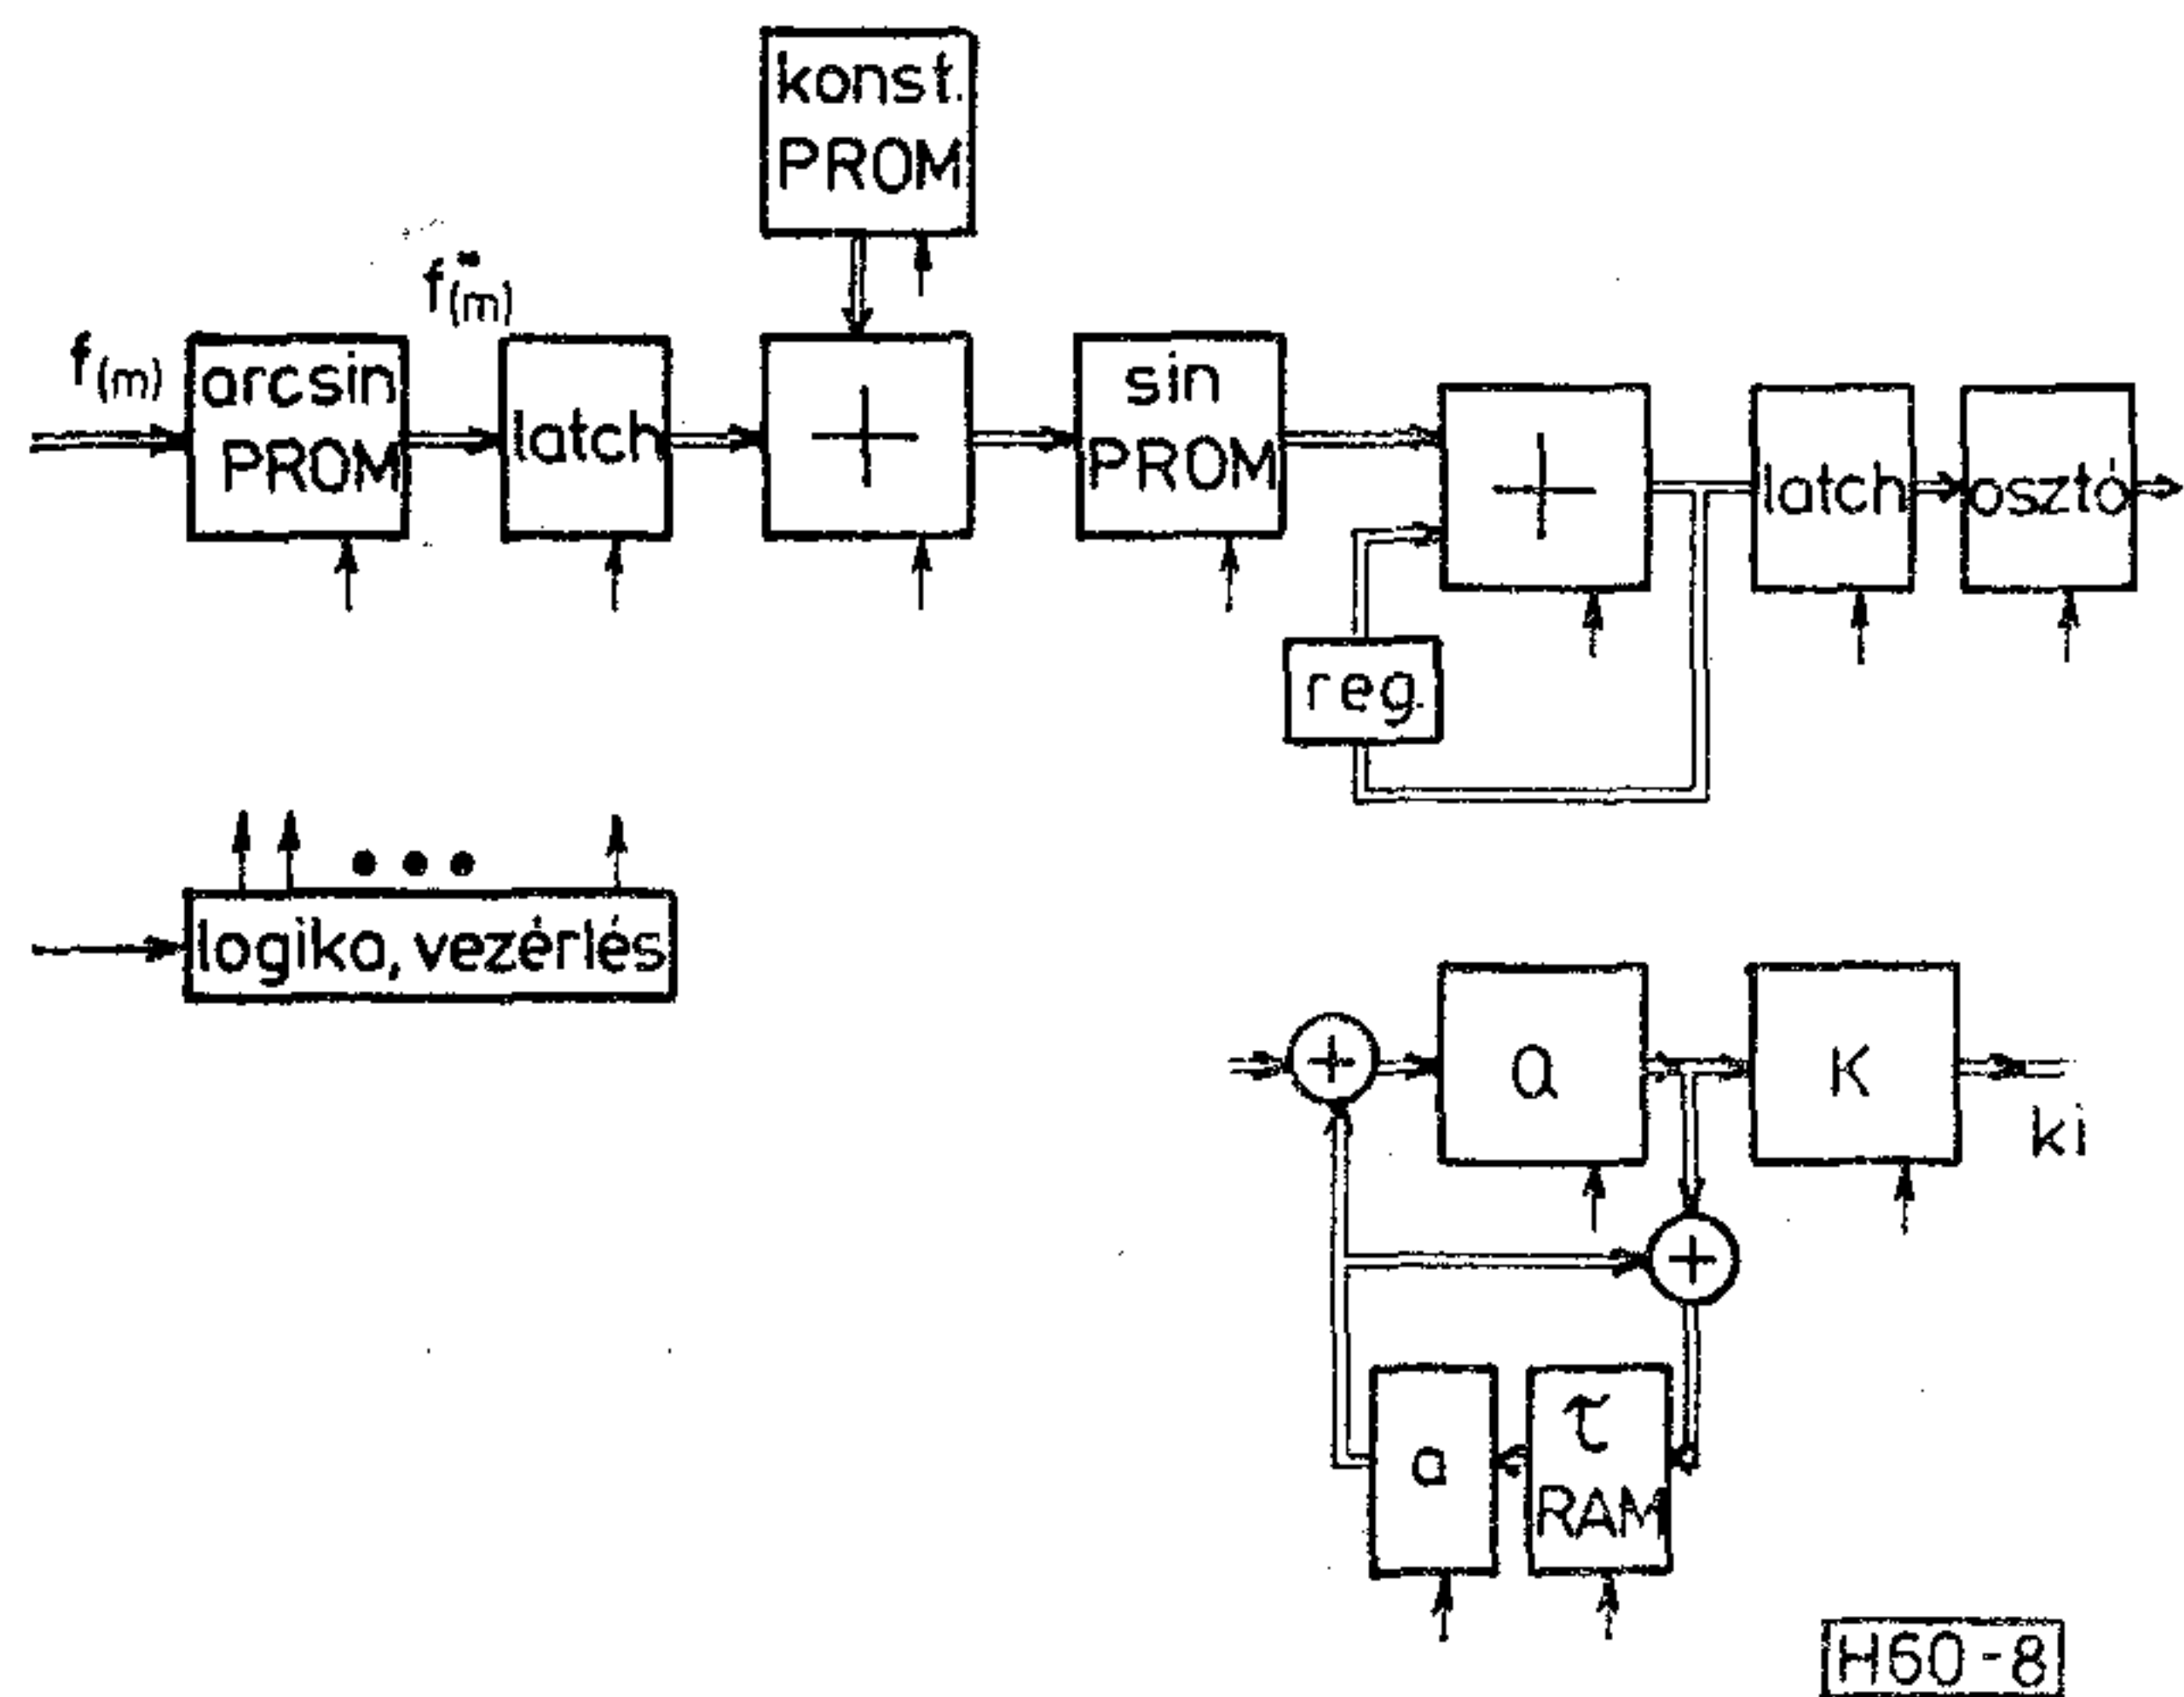 konst.
PROM
f(m)
f••(m)
arcsin
PROM
latch
+
sin
PROM
+
latch
osztó
reg.
logika, vezérlés
+
Q
K
ki
+
a
τ
RAM
H60-8